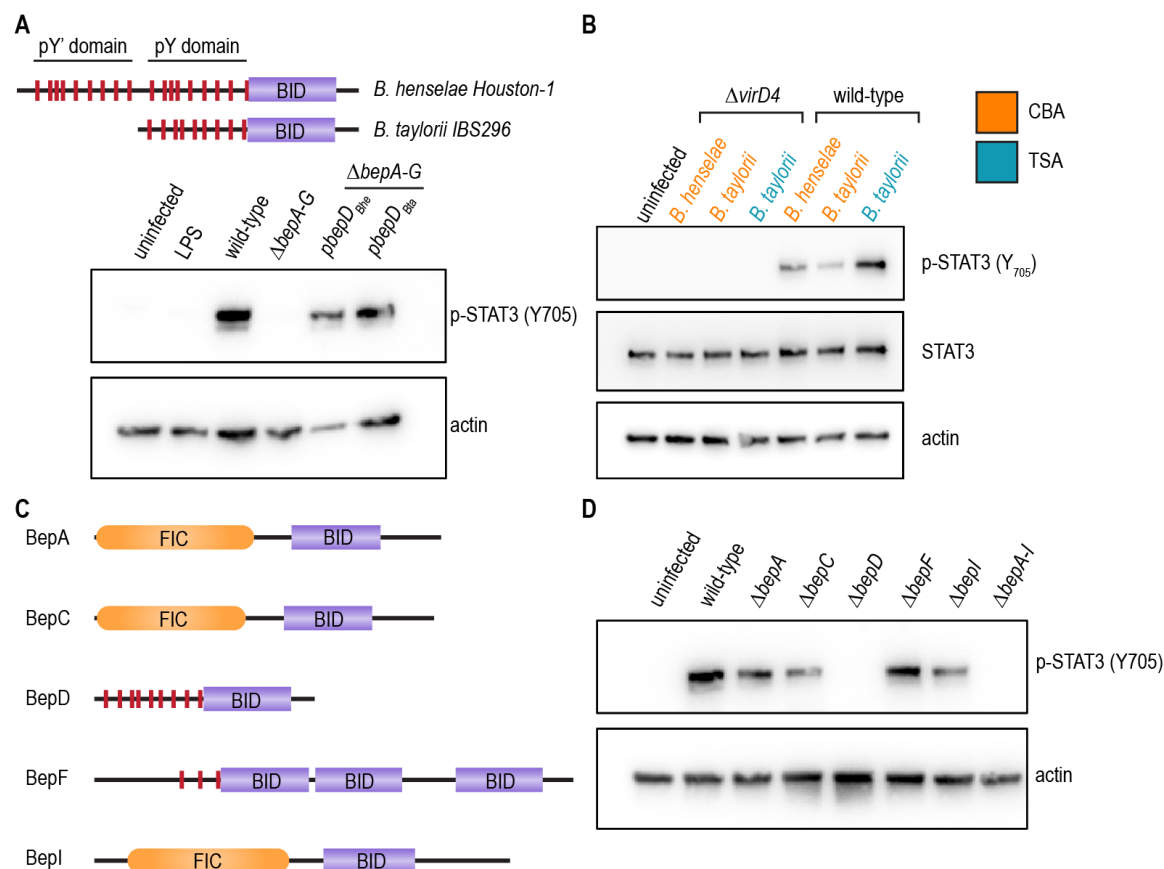 A
pY' domain
pY domain
BID
B. henselae Houston-1
BID
B. taylorii IBS296
ΔbepA-G
uninfected
LPS
wild-type
ΔbepA-G
pbepD Bhe
pbepD Bta
p-STAT3 (Y705)
actin
B
ΔvirD4
wild-type
CBA
TSA
uninfected
B. henselae
B. taylorii
B. taylorii
B. henselae
B. taylorii
B. taylorii
p-STAT3 (Y705)
STAT3
actin
C
BepA
FIC
BID
BepC
FIC
BID
BepD
BID
BepF
BID
BID
BID
BepI
FIC
BID
D
uninfected
wild-type
ΔbepA
ΔbepC
ΔbepD
ΔbepF
ΔbepI
ΔbepA-I
p-STAT3 (Y705)
actin